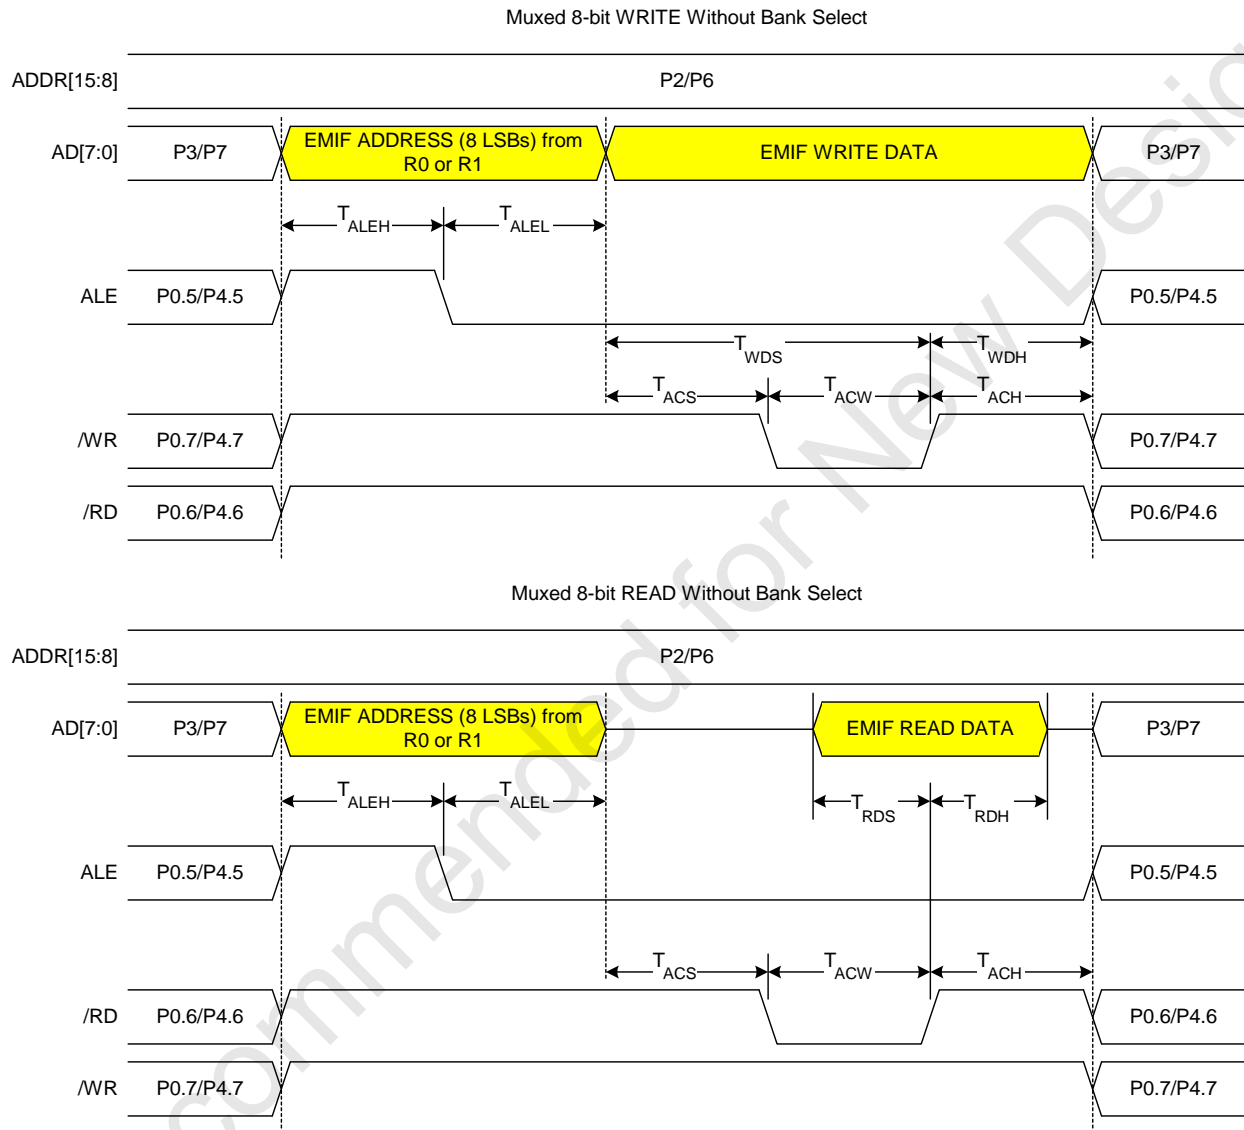 Muxed 8-bit WRITE Without Bank Select
ADDR[15:8] P2/P6
AD[7:0] P3/P7 EMIF ADDRESS (8 LSBs) from R0 or R1 EMIF WRITE DATA P3/P7
TALEH TALEL
ALE P0.5/P4.5 P0.5/P4.5
TWDS TWDH
TACS TACW TACH
/WR P0.7/P4.7 P0.7/P4.7
/RD P0.6/P4.6 P0.6/P4.6
Muxed 8-bit READ Without Bank Select
ADDR[15:8] P2/P6
AD[7:0] P3/P7 EMIF ADDRESS (8 LSBs) from R0 or R1 EMIF READ DATA P3/P7
TALEH TALEL TRDS TRDH
ALE P0.5/P4.5 P0.5/P4.5
TACS TACW TACH
/RD P0.6/P4.6 P0.6/P4.6
/WR P0.7/P4.7 P0.7/P4.7
commended for New Desig